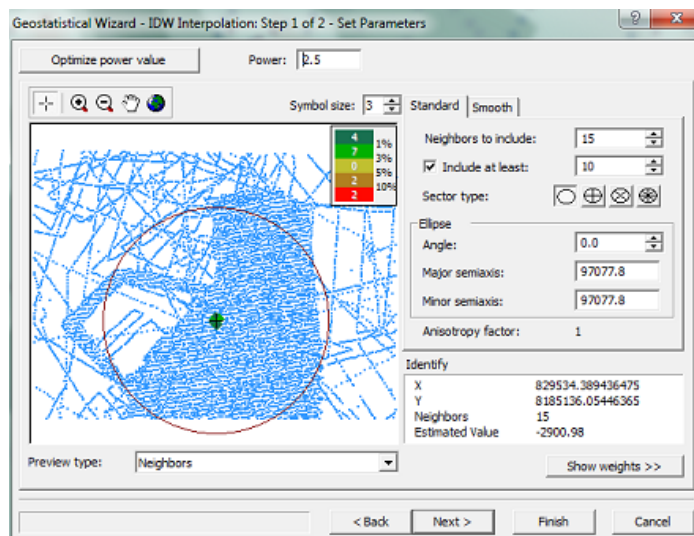 Geostatistical Wizard - IDW Interpolation: Step 1 of 2 - Set Parameters
Optimize power value
Power: 2.5
Symbol size: 3
Standard Smooth
4
7
0
2
2
1%
3%
5%
10%
Neighbors to include: 15
Include at least: 10
Sector type:
Ellipse
Angle: 0.0
Major semiaxis: 97077.8
Minor semiaxis: 97077.8
Anisotropy factor: 1
Identify
X 829534.389436475
Y 8185136.05446365
Neighbors 15
Estimated Value -2900.98
Preview type: Neighbors
Show weights >>
< Back Next > Finish Cancel